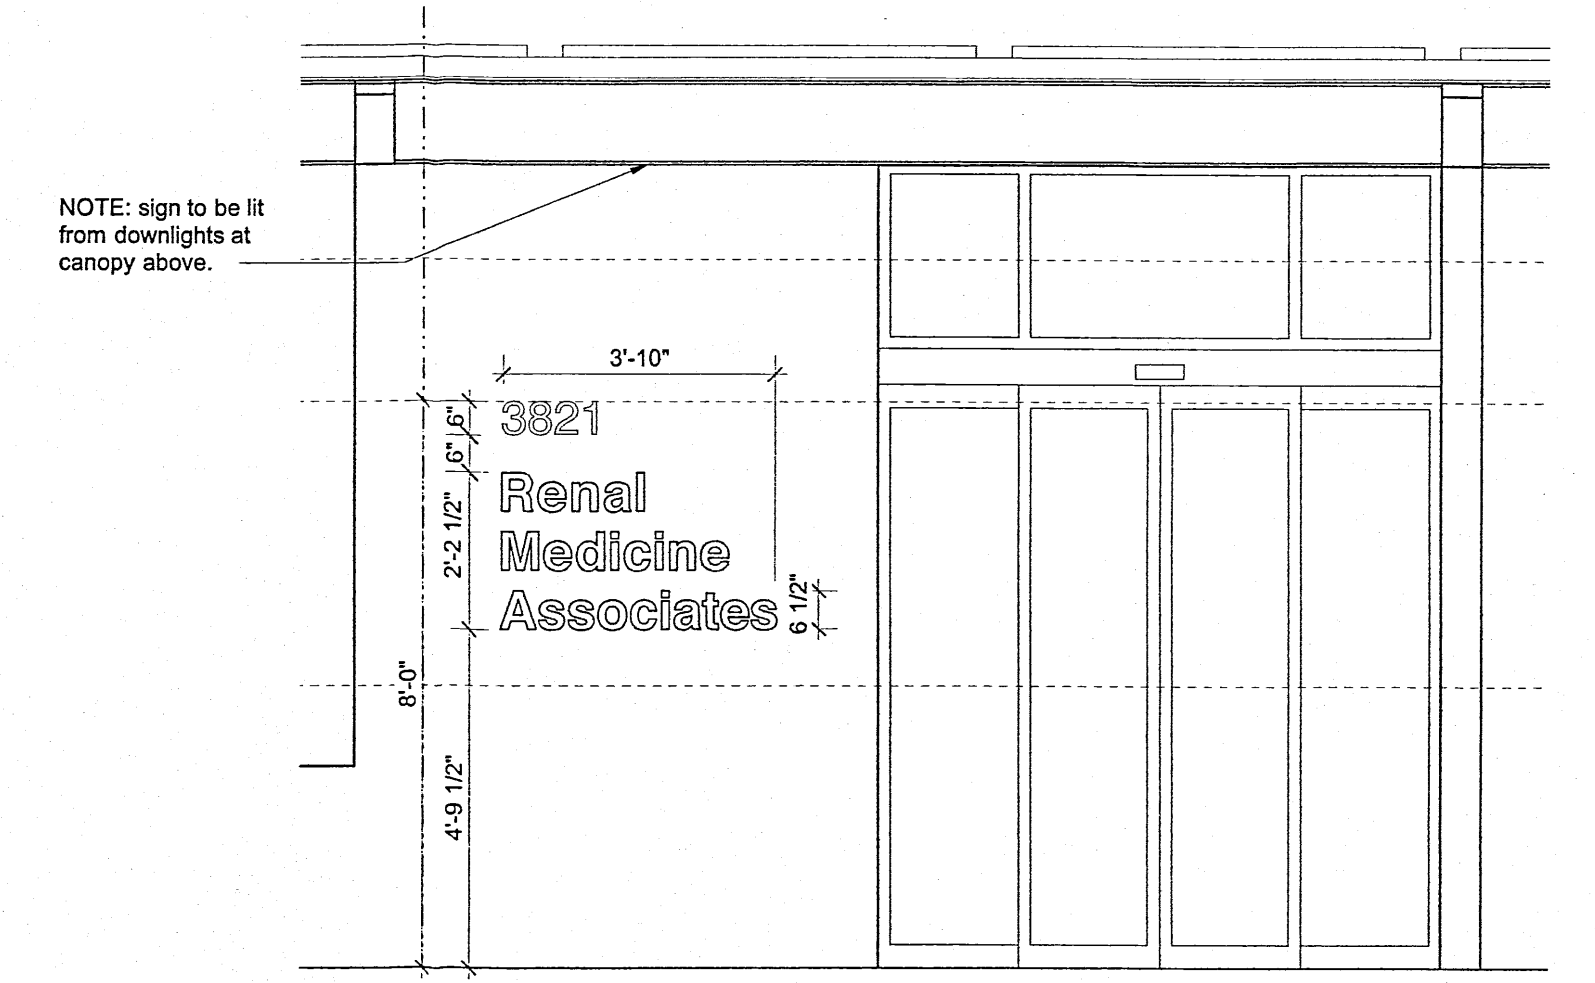 NOTE: sign to be lit
from downlights at
canopy above.
3'-10"
6"
3821
6"
Renal
2'-2 1/2"
Medicine
Associates
6 1/2"
8'-0"
4'-9 1/2"